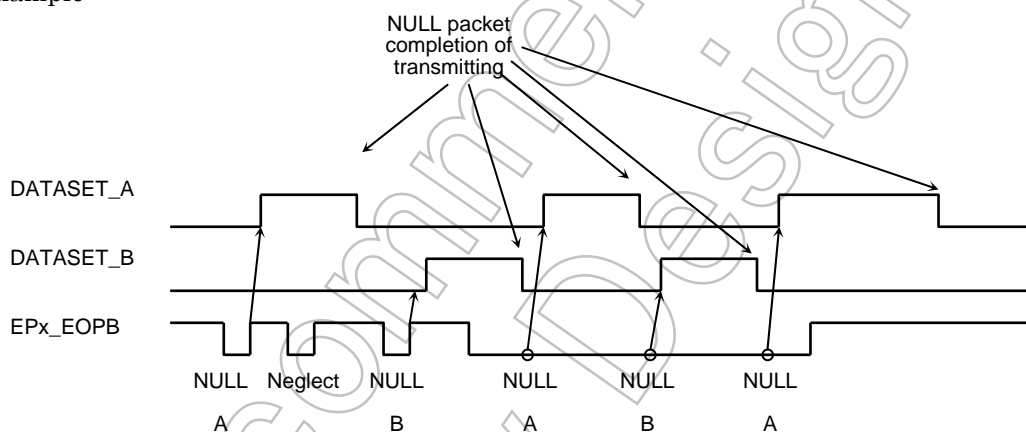 NULL packet
completion of
transmitting
DATASET_A
DATASET_B
EPx_EOPB
NULL Neglect NULL NULL NULL NULL
A B A B A